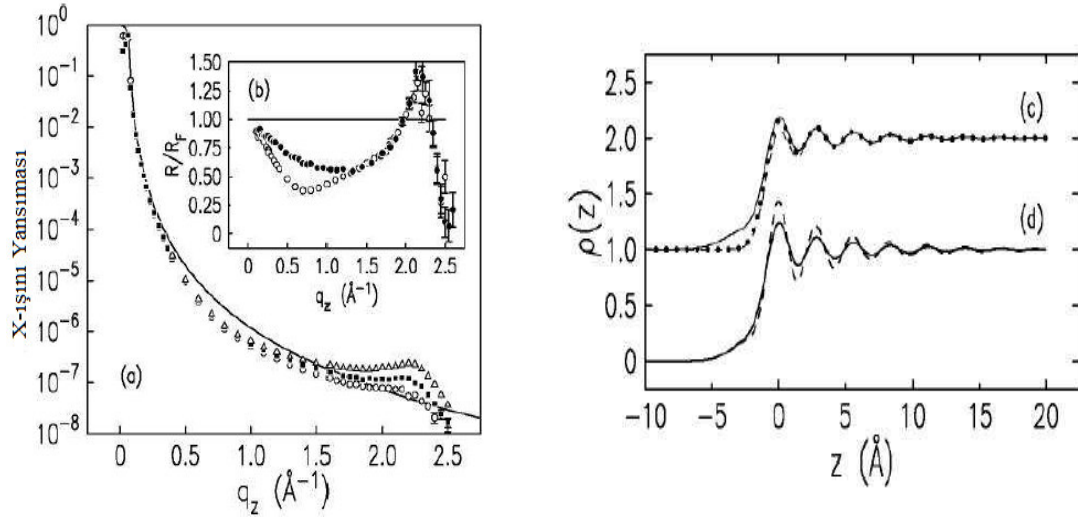 10⁰
10⁻¹
10⁻²
10⁻³
10⁻⁴
10⁻⁵
10⁻⁶
10⁻⁷
10⁻⁸
X-ışını Yansıması
(a)
0 0.5 1.0 1.5 2.0 2.5
q_z (Å⁻¹)
(b)
1.50
1.25
1.00
0.75
0.50
0.25
0
R/R_F
0 0.5 1.0 1.5 2.0 2.5
q_z (Å⁻¹)
2.5
2.0
1.5
1.0
0.5
0
ρ(z)
(c)
(d)
−10 −5 0 5 10 15 20
z (Å)